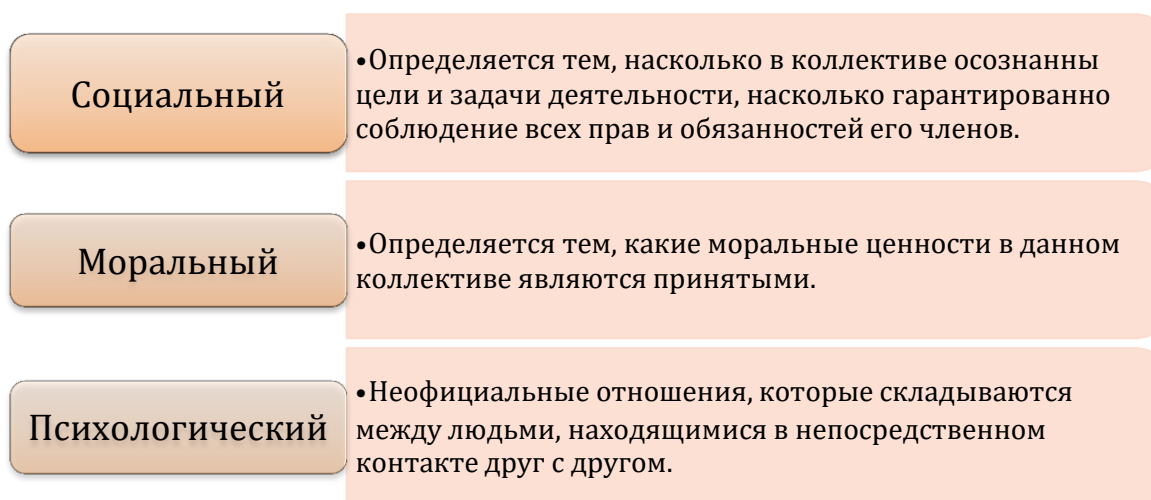 Социальный
•Определяется тем, насколько в коллективе осознанны
цели и задачи деятельности, насколько гарантированно
соблюдение всех прав и обязанностей его членов.
Моральный
•Определяется тем, какие моральные ценности в данном
коллективе являются принятыми.
Психологический
•Неофициальные отношения, которые складываются
между людьми, находящимися в непосредственном
контакте друг с другом.